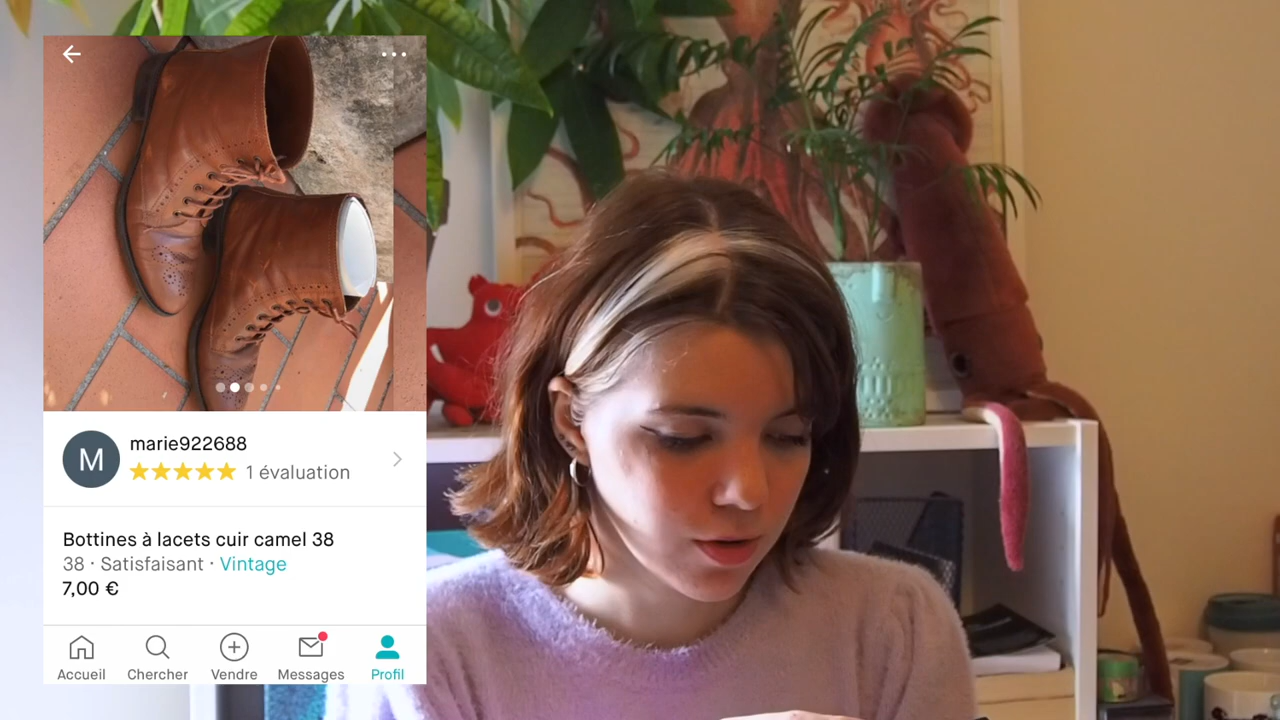 M
marie922688
1 évaluation
Bottines à lacets cuir camel 38
38 · Satisfaisant · Vintage
7,00 €
Accueil
Chercher
Vendre
Messages
Profil